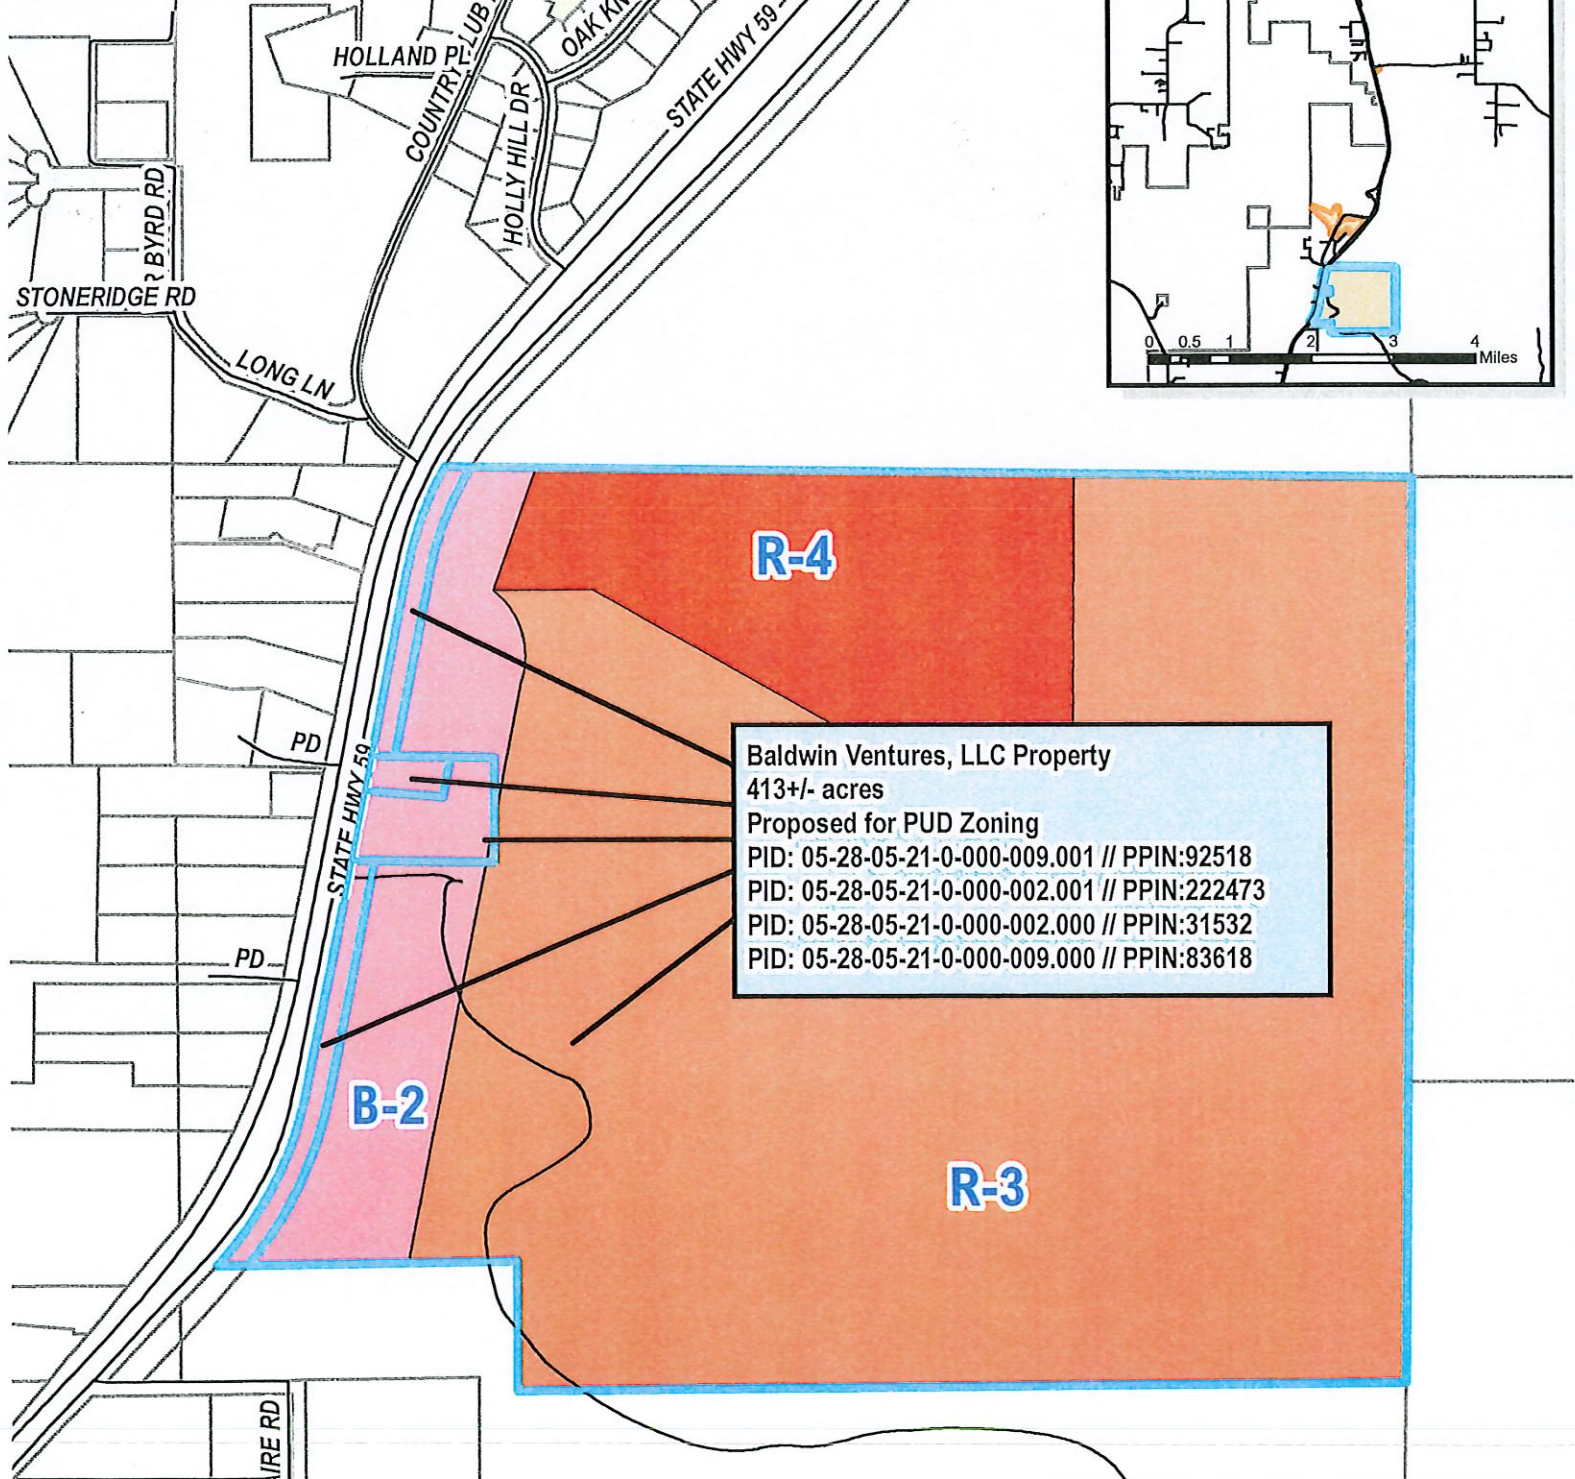 HOLLAND PL
COUNTRY
OAK
STATE HWY 59
HOLLY HILL DR
BYRD RD
STONERIDGE RD
LONG LN
0 0.5 1 2 3 4
Miles
R-4
PD
STATE HWY 59
Baldwin Ventures, LLC Property
413+/- acres
Proposed for PUD Zoning
PID: 05-28-05-21-0-000-009.001 // PPIN:92518
PID: 05-28-05-21-0-000-002.001 // PPIN:222473
PID: 05-28-05-21-0-000-002.000 // PPIN:31532
PID: 05-28-05-21-0-000-009.000 // PPIN:83618
PD
B-2
R-3
RD